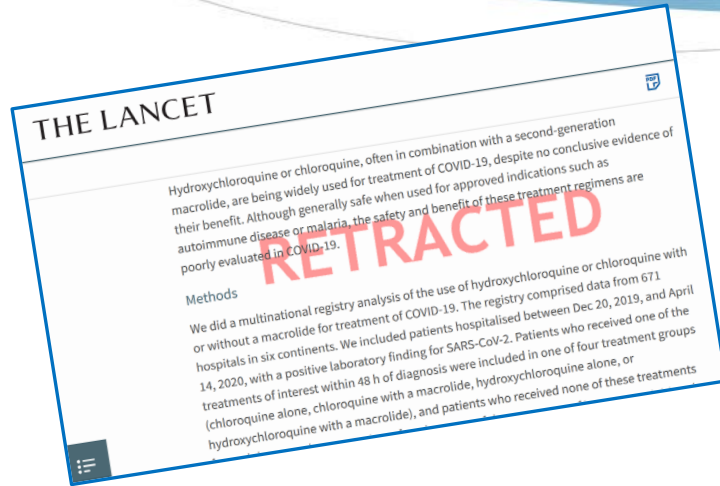 THE LANCET
PDF
Hydroxychloroquine or chloroquine, often in combination with a second-generation
macrolide, are being widely used for treatment of COVID-19, despite no conclusive evidence of
their benefit. Although generally safe when used for approved indications such as
autoimmune disease or malaria, the safety and benefit of these treatment regimens are
poorly evaluated in COVID-19.
RETRACTED
Methods
We did a multinational registry analysis of the use of hydroxychloroquine or chloroquine with
or without a macrolide for treatment of COVID-19. The registry comprised data from 671
hospitals in six continents. We included patients hospitalised between Dec 20, 2019, and April
14, 2020, with a positive laboratory finding for SARS-CoV-2. Patients who received one of the
treatments of interest within 48 h of diagnosis were included in one of four treatment groups
(chloroquine alone, chloroquine with a macrolide, hydroxychloroquine alone, or
hydroxychloroquine with a macrolide), and patients who received none of these treatments